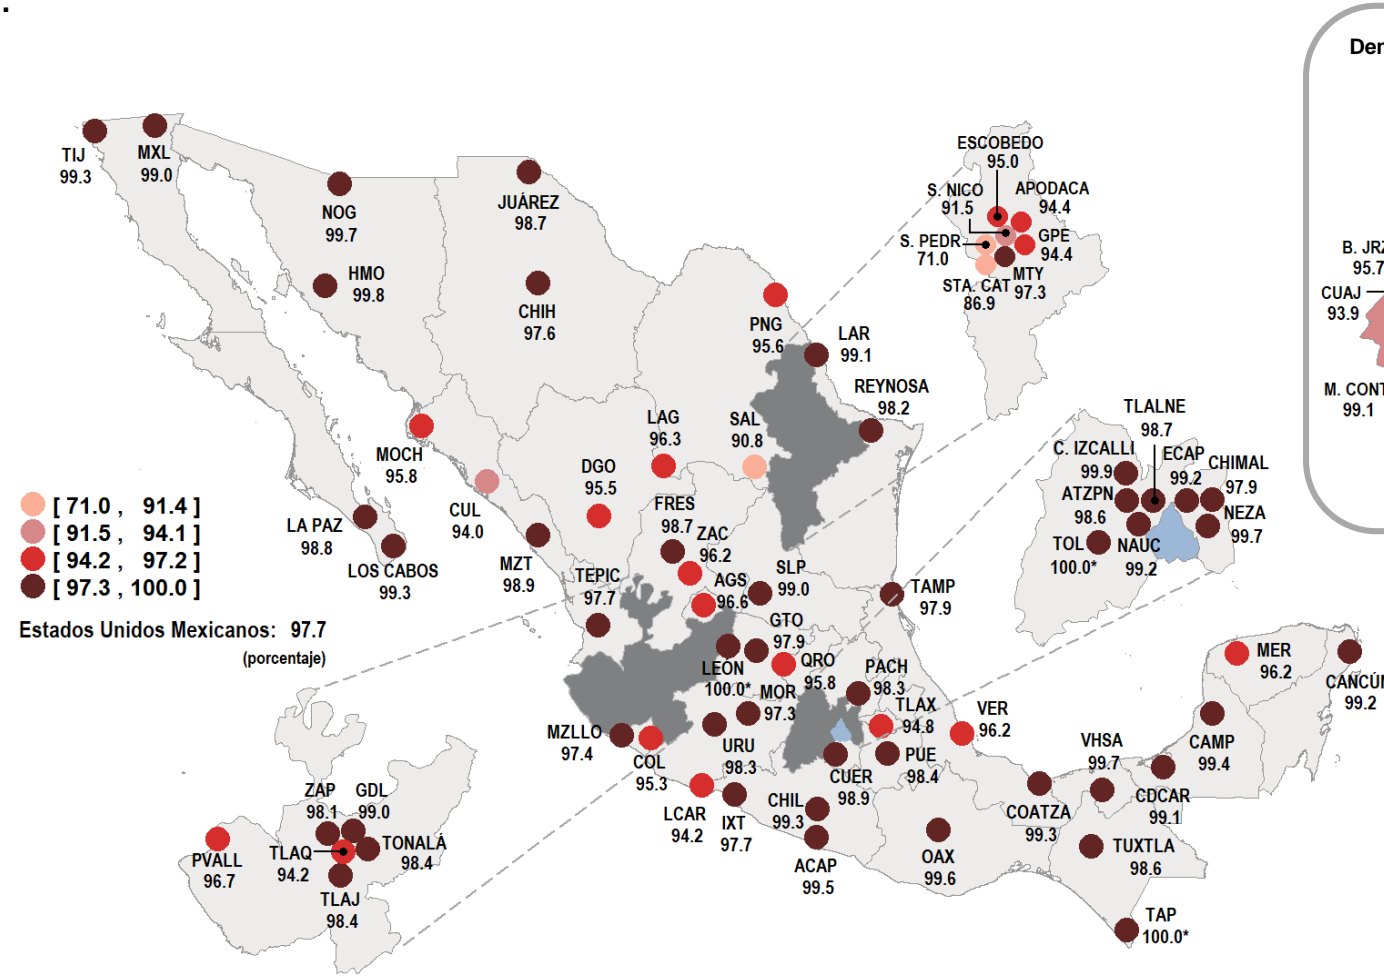 .
Der
TIJ
99.3
MXL
99.0
NOG
99.7
HMO
99.8
JUÁREZ
98.7
CHIH
97.6
ESCOBEDO
95.0
S. NICO
91.5
APODACA
94.4
S. PEDR
71.0
GPE
94.4
MTY
97.3
STA. CAT
86.9
B. JRZ
95.7
CUAJ
93.9
M. CONT
99.1
PNG
95.6
LAR
99.1
REYNOSA
98.2
MOCH
95.8
CUL
94.0
LAG
96.3
SAL
90.8
DGO
95.5
FRES
98.7
ZAC
96.2
LA PAZ
98.8
LOS CABOS
99.3
MZT
98.9
TEPIC
97.7
AGS
96.6
SLP
99.0
TAMP
97.9
TLALNE
98.7
C. IZCALLI
99.9
ECAP
99.2
CHIMAL
97.9
ATZPN
98.6
NEZA
99.7
TOL
100.0*
NAUC
99.2
[ 71.0 , 91.4 ]
[ 91.5 , 94.1 ]
[ 94.2 , 97.2 ]
[ 97.3 , 100.0 ]
Estados Unidos Mexicanos: 97.7
(porcentaje)
GTO
97.9
LEÓN
100.0*
QRO
95.8
PACH
98.3
MOR
97.3
TLAX
94.8
VER
96.2
MER
96.2
CANCÚN
99.2
MZLLO
97.4
COL
95.3
URU
98.3
CUER
98.9
PUE
98.4
VHSA
99.7
CAMP
99.4
CDCAR
99.1
COATZA
99.3
LCAR
94.2
IXT
97.7
CHIL
99.3
ACAP
99.5
OAX
99.6
TUXTLA
98.6
TAP
100.0*
ZAP
98.1
GDL
99.0
TONALA
98.4
PVALL
96.7
TLAQ
94.2
TLAJ
98.4